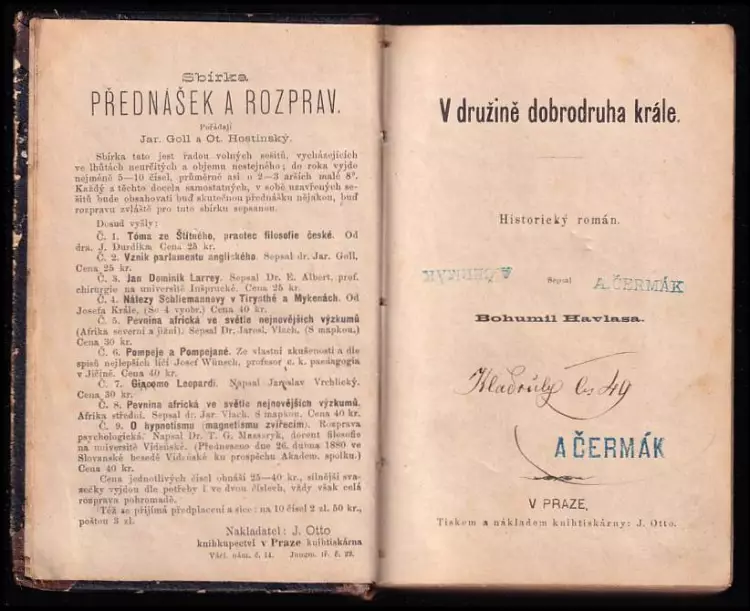 Sbírka
PŘEDNÁŠEK A ROZPRAV.
Pořádají
Jar. Goll a Ot. Hostinský.
Sbírka tato jest řadou volných sešitů, vycházejících
ve lhůtách neurčitých a objemu nestejného; do roka vyjde
nejméně 5—10 čísel, průměrně asi o 2—3 arších malé 8°.
Každý z těchto docela samostatných, v sobě uzavřených se-
šitů bude obsahovati buď skutečnou přednášku nějakou, buď
rozpravu zvláště pro tuto sbírku sepsanou.
Dosud vyšly:
Č. 1. Tóma ze Štítného, praotec filosofie české. Od
dra. J. Durdíka. Cena 25 kr.
Č. 2. Vznik parlamentu anglického. Sepsal dr. Jar. Goll.
Cena 25 kr.
Č. 3. Jan Dominik Larrey. Sepsal Dr. E. Albert, prof.
chirurgie na universitě Inšprucké. Cena 25 kr.
Č. 4. Nálezy Schliemannovy v Tirynthě a Mykenách. Od
Josefa Krále. (Se 4 vyobr.) Cena 40 kr.
Č. 5. Pevnina africká ve světle nejnovějších výzkumů
(Afrika severní a jižní). Sepsal Dr. Jarosl. Vlach. (S mapkou.)
Cena 30 kr.
Č. 6. Pompeje a Pompejané. Ze vlastní zkušenosti a dle
spisů nejlepších líčí Josef Wünsch, professor c. k. paedagogia
v Jičíně. Cena 40 kr.
Č. 7. Giacomo Leopardi. Napsal Jaroslav Vrchlický.
Cena 30 kr.
Č. 8. Pevnina africká ve světle nejnovějších výzkumů.
Afrika střední. Sepsal dr. Jar. Vlach. S mapkou. Cena 40 kr.
Č. 9. O hypnotismu (magnetismu zvířecím). Rozprava
psychologická. Napsal Dr. T. G. Masaryk, docent filosofie
na universitě Vídeňské. (Předneseno dne 26. dubna 1880 ve
Slovanské besedě Vídeňské ku prospěchu Akadem. spolku.)
Cena 40 kr.
Cena jednotlivých čísel obnáší 25—40 kr., silnější sva-
sečky vyjdou dle potřeby i ve dvou číslech, vždy však celá
rozprava pohromadě.
Též se přijímá předplacení a sice: na 10 čísel 2 zl. 50 kr.,
poštou 3 zl.
Nakladatel: J. Otto
knihkupectví v Praze knihtiskárna
Václ. nám. č. 14.
V družině dobrodruha krále.
Historický román.
Sepsal
A.ČERMÁK
A.ČERMÁK
Bohumil Havlasa.
Kladruby čs 49
A ČERMÁK
V PRAZE,
Tiskem a nákladem knihtiskárny: J. Otto.